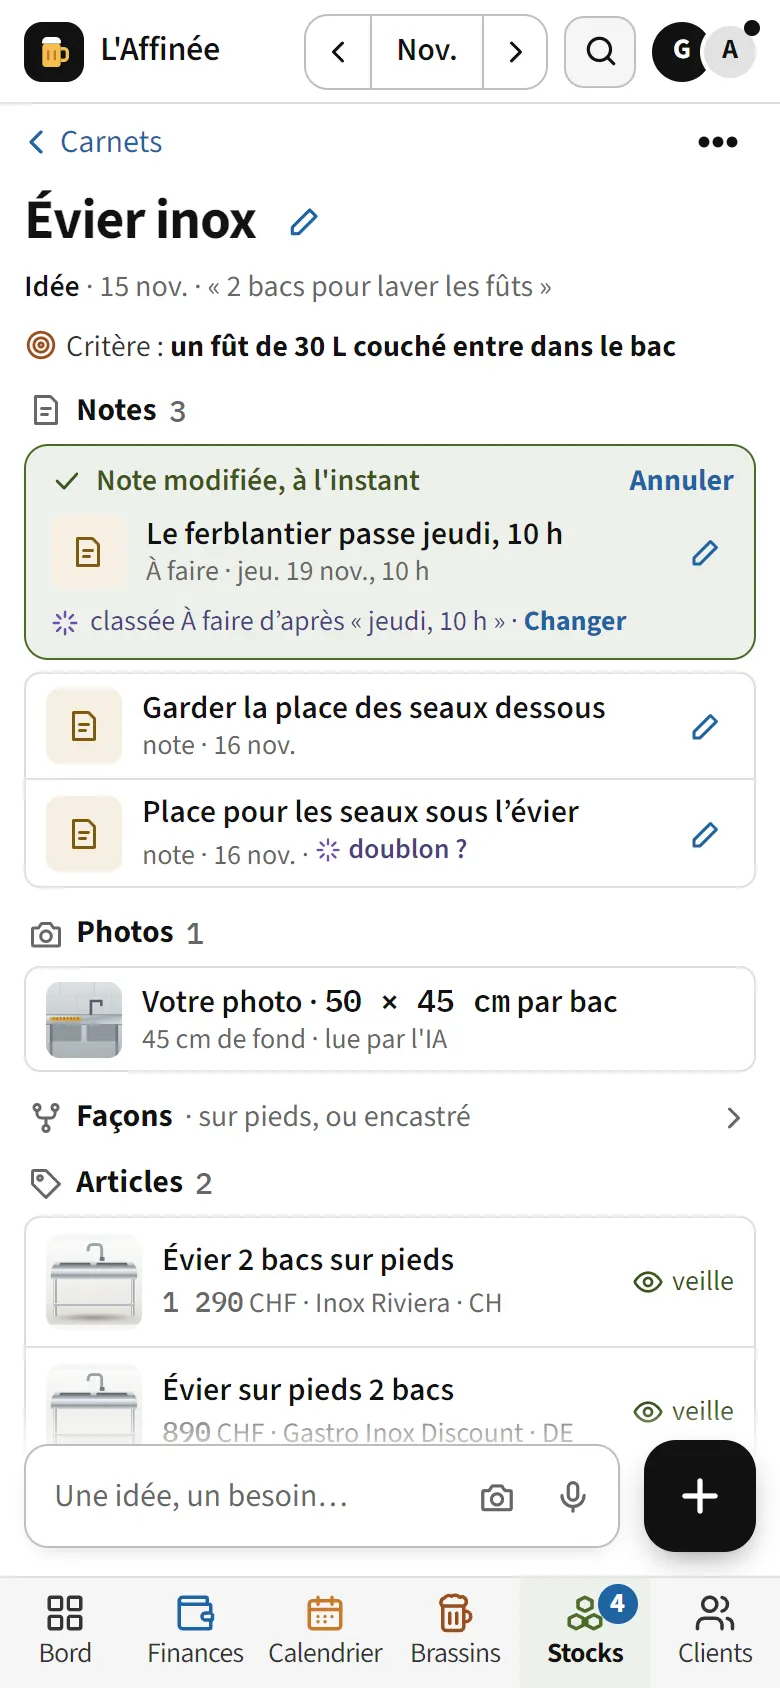 L'Affinée
Nov.
G
A
Carnets
Évier inox
Idée · 15 nov. · « 2 bacs pour laver les fûts »
Critère : un fût de 30 L couché entre dans le bac
Notes 3
Note modifiée, à l'instant
Annuler
Le ferblantier passe jeudi, 10 h
À faire · jeu. 19 nov., 10 h
classée À faire d’après « jeudi, 10 h » · Changer
Garder la place des seaux dessous
note · 16 nov.
Place pour les seaux sous l’évier
note · 16 nov. · doublon ?
Photos 1
Votre photo · 50 × 45 cm par bac
45 cm de fond · lue par l'IA
Façons · sur pieds, ou encastré
Articles 2
Évier 2 bacs sur pieds
1 290 CHF · Inox Riviera · CH
veille
Évier sur pieds 2 bacs
890 CHF · Gastro Inox Discount · DE
veille
Une idée, un besoin…
4
Bord
Finances
Calendrier
Brassins
Stocks
Clients